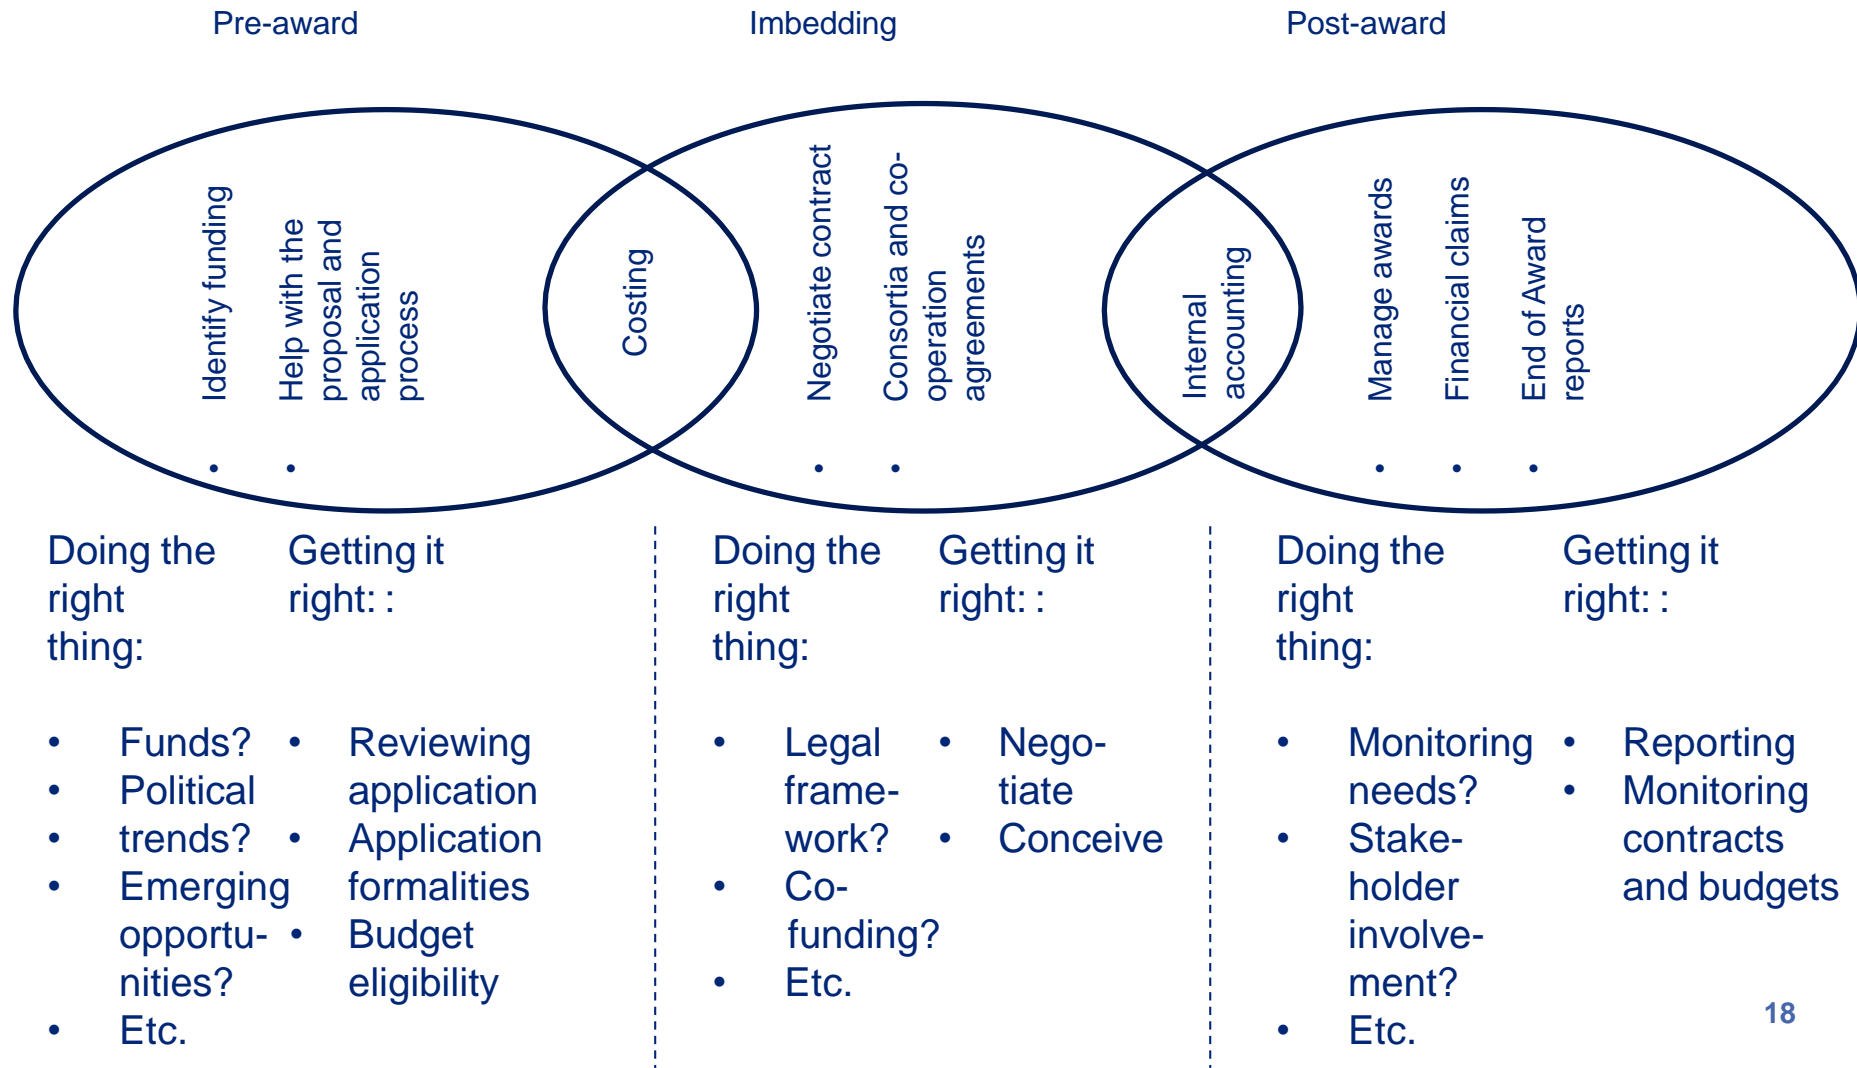 Pre-award
Imbedding
Post-award
• Identify funding
• Help with the
proposal and
application
process
Costing
• Negotiate contract
• Consortia and co-
operation
agreements
Internal
accounting
• Manage awards
• Financial claims
• End of Award
reports
Doing the
right
thing:
• Funds?
• Political
• trends?
• Emerging
opportu-
nities?
• Etc.
Getting it
right: :
• Reviewing
application
• Application
formalities
• Budget
eligibility
Doing the
right
thing:
• Legal
frame-
work?
• Co-
funding?
• Etc.
Getting it
right: :
• Nego-
tiate
• Conceive
Doing the
right
thing:
• Monitoring
needs?
• Stake-
holder
involve-
ment?
• Etc.
Getting it
right: :
• Reporting
• Monitoring
contracts
and budgets
18